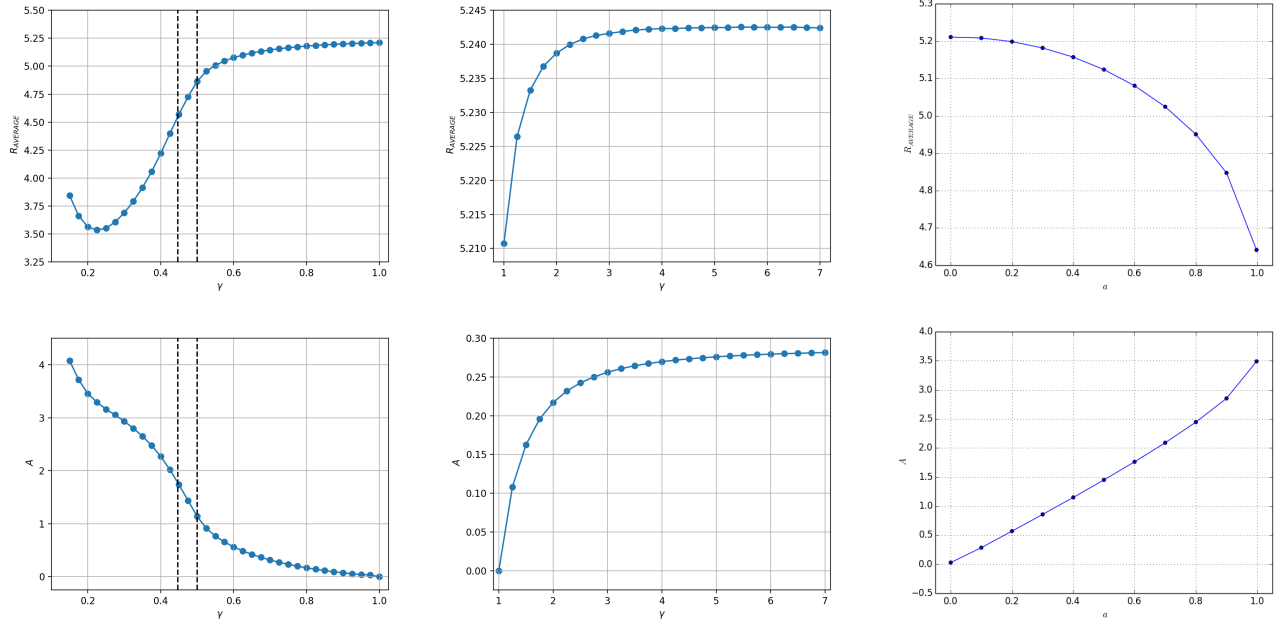 5.50
5.25
5.00
4.75
4.50
4.25
4.00
3.75
3.50
3.25
R_AVERAGE
0.2 0.4 0.6 0.8 1.0
γ
5.245
5.240
5.235
5.230
5.225
5.220
5.215
5.210
R_AVERAGE
1 2 3 4 5 6 7
γ
5.3
5.2
5.1
5.0
4.9
4.8
4.7
4.6
R_AVERAGE
0.0 0.2 0.4 0.6 0.8 1.0
a
4
3
2
1
0
A
0.2 0.4 0.6 0.8 1.0
γ
0.30
0.25
0.20
0.15
0.10
0.05
0.00
A
1 2 3 4 5 6 7
γ
4.0
3.5
3.0
2.5
2.0
1.5
1.0
0.5
0.0
−0.5
A
0.0 0.2 0.4 0.6 0.8 1.0
a